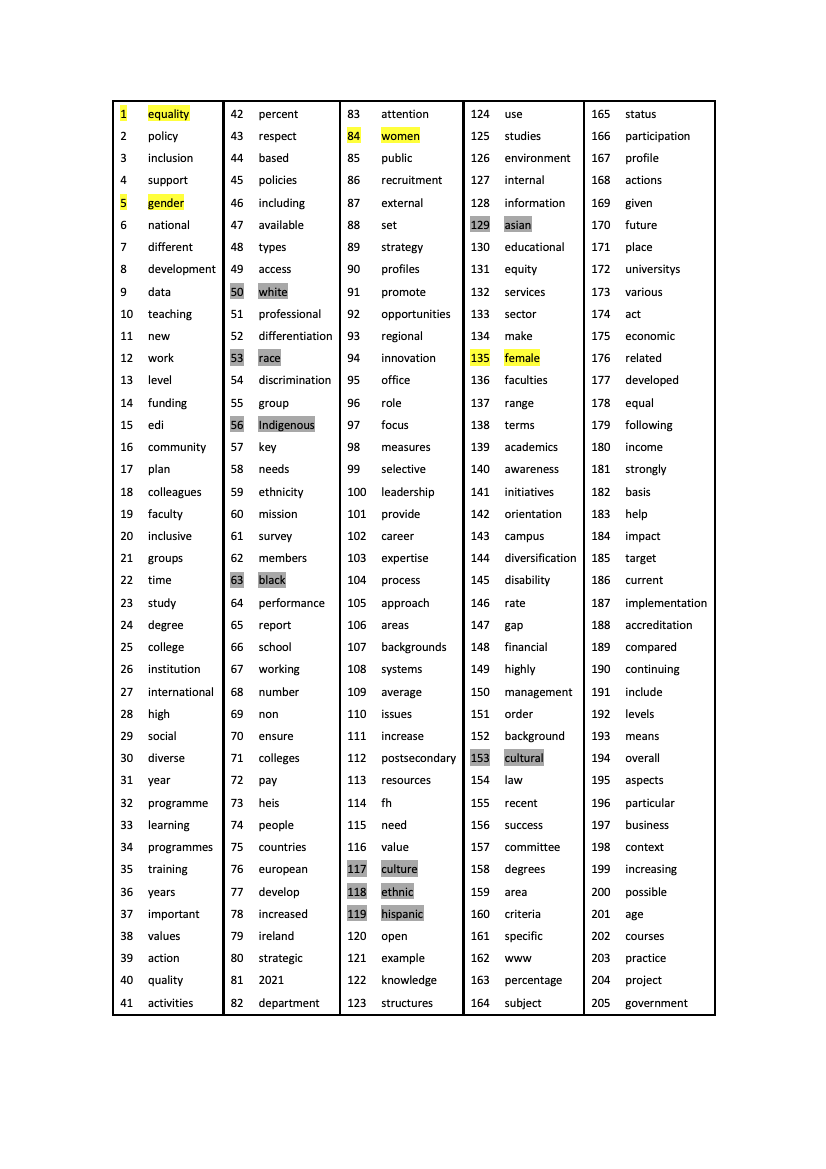 1 equality 42 percent 83 attention 124 use 165 status
2 policy 43 respect 84 women 125 studies 166 participation
3 inclusion 44 based 85 public 126 environment 167 profile
4 support 45 policies 86 recruitment 127 internal 168 actions
5 gender 46 including 87 external 128 information 169 given
6 national 47 available 88 set 129 asian 170 future
7 different 48 types 89 strategy 130 educational 171 place
8 development 49 access 90 profiles 131 equity 172 universitys
9 data 50 white 91 promote 132 services 173 various
10 teaching 51 professional 92 opportunities 133 sector 174 act
11 new 52 differentiation 93 regional 134 make 175 economic
12 work 53 race 94 innovation 135 female 176 related
13 level 54 discrimination 95 office 136 faculties 177 developed
14 funding 55 group 96 role 137 range 178 equal
15 edi 56 Indigenous 97 focus 138 terms 179 following
16 community 57 key 98 measures 139 academics 180 income
17 plan 58 needs 99 selective 140 awareness 181 strongly
18 colleagues 59 ethnicity 100 leadership 141 initiatives 182 basis
19 faculty 60 mission 101 provide 142 orientation 183 help
20 inclusive 61 survey 102 career 143 campus 184 impact
21 groups 62 members 103 expertise 144 diversification 185 target
22 time 63 black 104 process 145 disability 186 current
23 study 64 performance 105 approach 146 rate 187 implementation
24 degree 65 report 106 areas 147 gap 188 accreditation
25 college 66 school 107 backgrounds 148 financial 189 compared
26 institution 67 working 108 systems 149 highly 190 continuing
27 international 68 number 109 average 150 management 191 include
28 high 69 non 110 issues 151 order 192 levels
29 social 70 ensure 111 increase 152 background 193 means
30 diverse 71 colleges 112 postsecondary 153 cultural 194 overall
31 year 72 pay 113 resources 154 law 195 aspects
32 programme 73 heis 114 fh 155 recent 196 particular
33 learning 74 people 115 need 156 success 197 business
34 programmes 75 countries 116 value 157 committee 198 context
35 training 76 european 117 culture 158 degrees 199 increasing
36 years 77 develop 118 ethnic 159 area 200 possible
37 important 78 increased 119 hispanic 160 criteria 201 age
38 values 79 ireland 120 open 161 specific 202 courses
39 action 80 strategic 121 example 162 www 203 practice
40 quality 81 2021 122 knowledge 163 percentage 204 project
41 activities 82 department 123 structures 164 subject 205 government